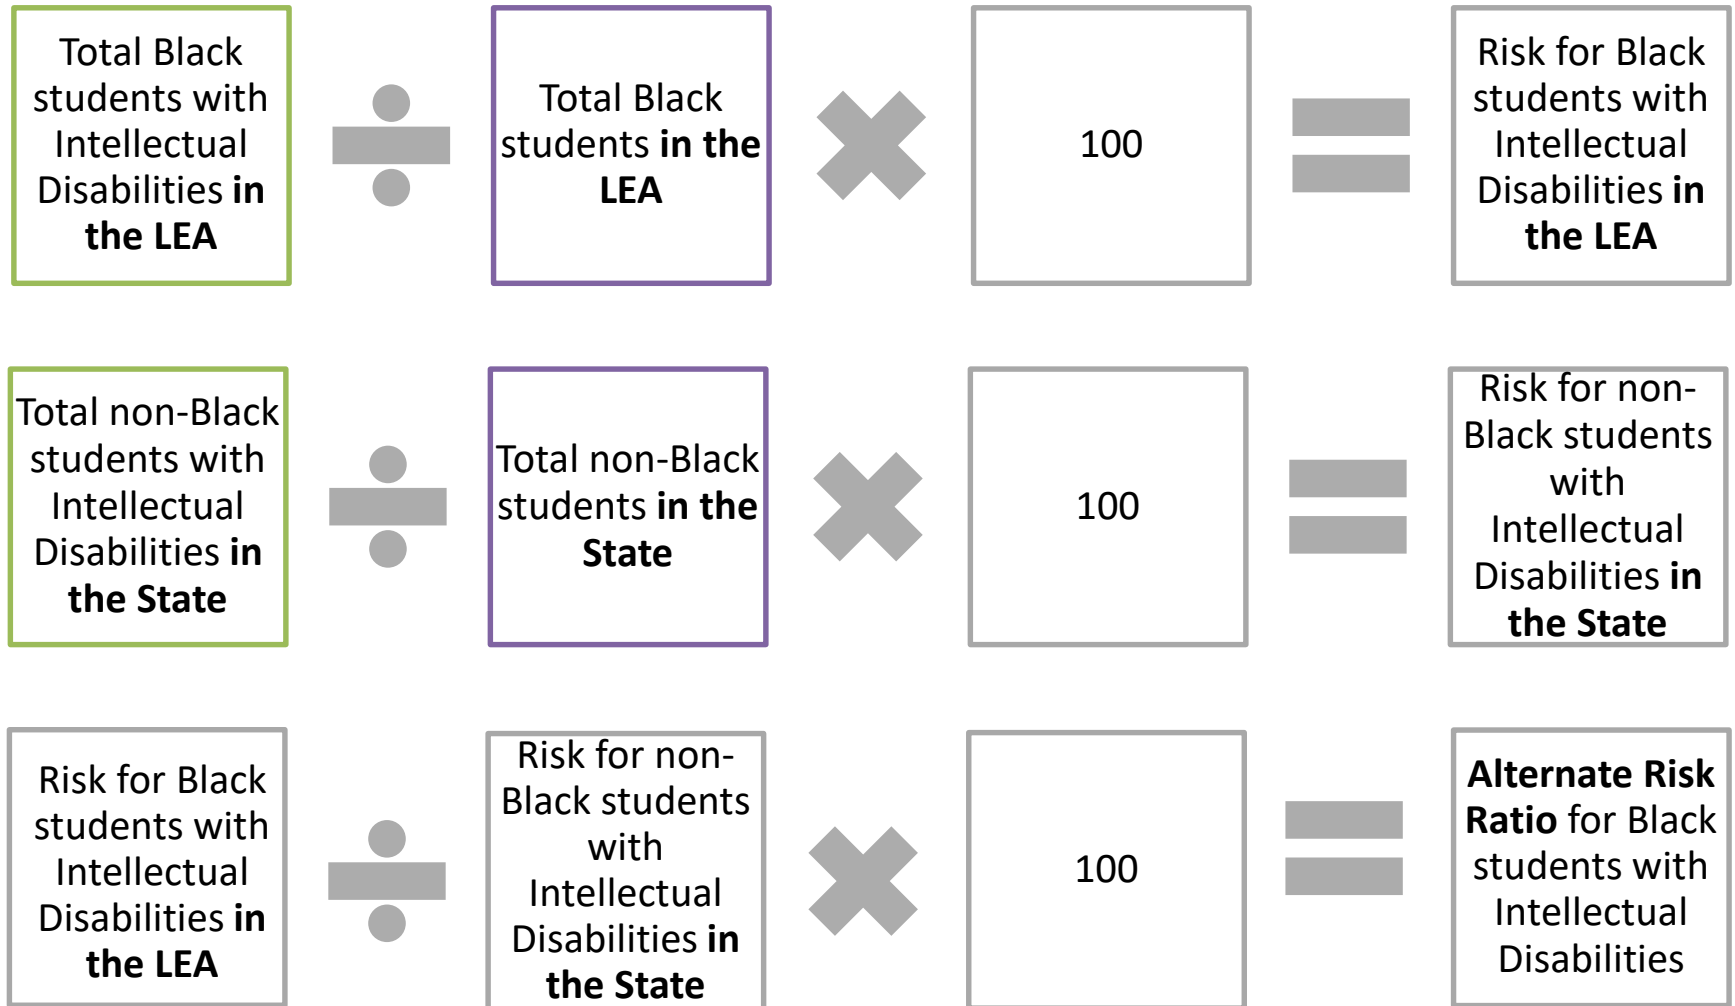 Total Black
students with
Intellectual
Disabilities in
the LEA
Total Black
students in the
LEA
100
Risk for Black
students with
Intellectual
Disabilities in
the LEA
Total non-Black
students with
Intellectual
Disabilities in
the State
Total non-Black
students in the
State
100
Risk for non-
Black students
with
Intellectual
Disabilities in
the State
Risk for Black
students with
Intellectual
Disabilities in
the LEA
Risk for non-
Black students
with
Intellectual
Disabilities in
the State
100
Alternate Risk
Ratio for Black
students with
Intellectual
Disabilities